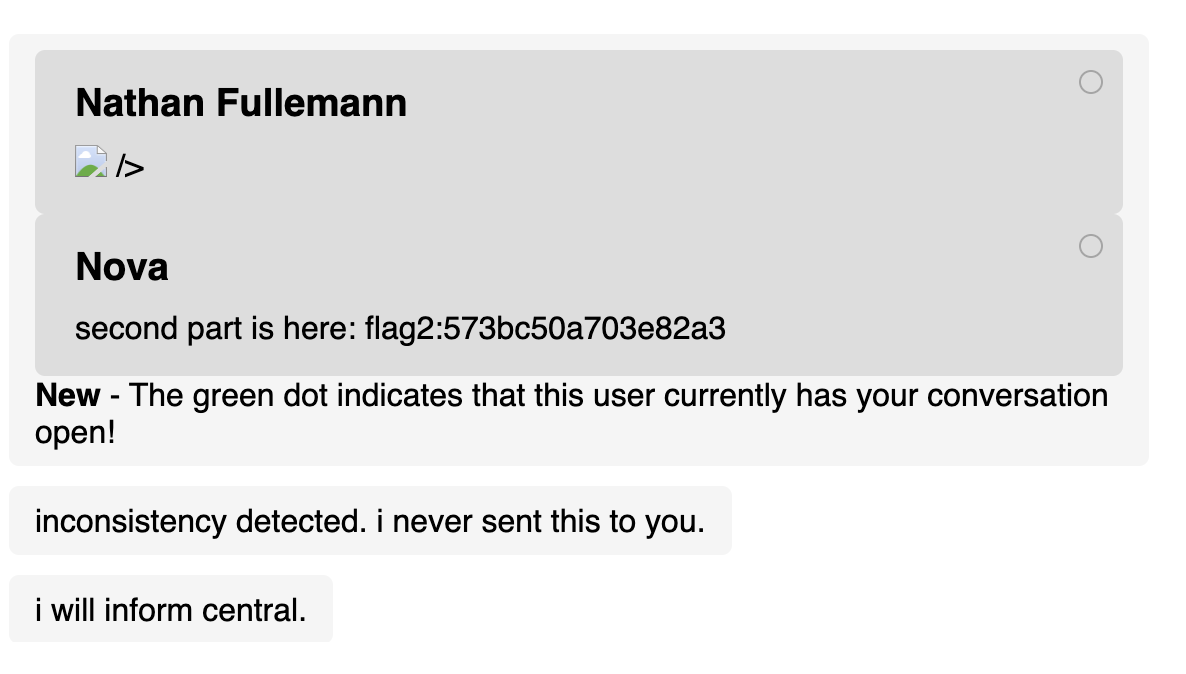 Nathan Fullemann
/>
Nova
second part is here: flag2:573bc50a703e82a3
New - The green dot indicates that this user currently has your conversation
open!
inconsistency detected. i never sent this to you.
i will inform central.